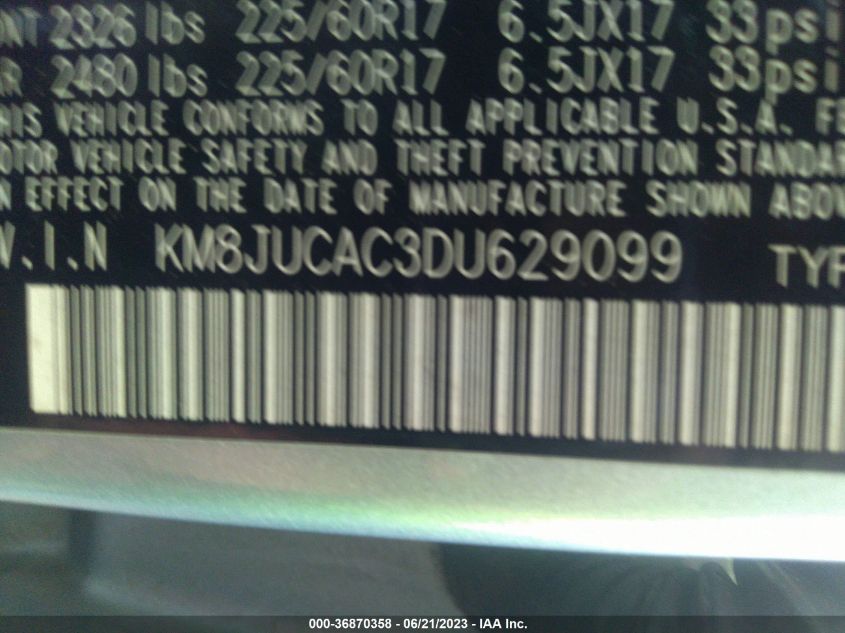 ONT 2326 lbs 225/60R17 6.5JX17 33psi
R 2480 lbs 225/60R17 6.5JX17 33psi
HIS VEHICLE CONFORMS TO ALL APPLICABLE U.S.A. FE
OTOR VEHICLE SAFETY AND THEFT PREVENTION STANDAR
N EFFECT ON THE DATE OF MANUFACTURE SHOWN ABOV
V.I.N KM8JUCAC3DU629099 TYP
000-36870358 - 06/21/2023 - IAA Inc.